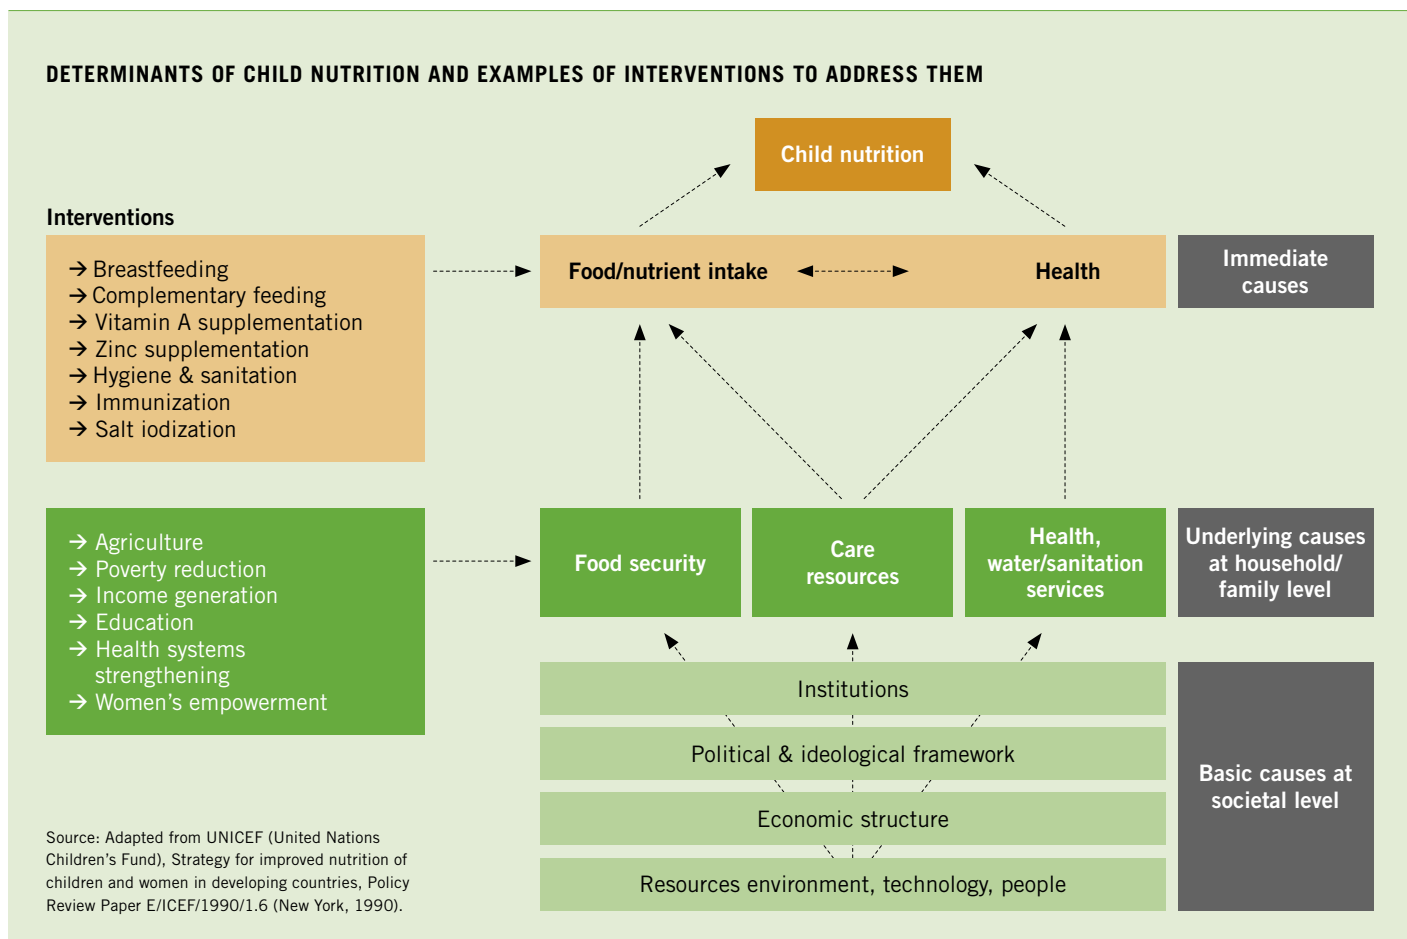 DETERMINANTS OF CHILD NUTRITION AND EXAMPLES OF INTERVENTIONS TO ADDRESS THEM
Child nutrition
Interventions
→ Breastfeeding
→ Complementary feeding
→ Vitamin A supplementation
→ Zinc supplementation
→ Hygiene & sanitation
→ Immunization
→ Salt iodization
Food/nutrient intake
Health
Immediate
causes
→ Agriculture
→ Poverty reduction
→ Income generation
→ Education
→ Health systems
strengthening
→ Women's empowerment
Food security
Care
resources
Health,
water/sanitation
services
Underlying causes
at household/
family level
Institutions
Political & ideological framework
Economic structure
Resources environment, technology, people
Basic causes at
societal level
Source: Adapted from UNICEF (United Nations
Children's Fund), Strategy for improved nutrition of
children and women in developing countries, Policy
Review Paper E/ICEF/1990/1.6 (New York, 1990).